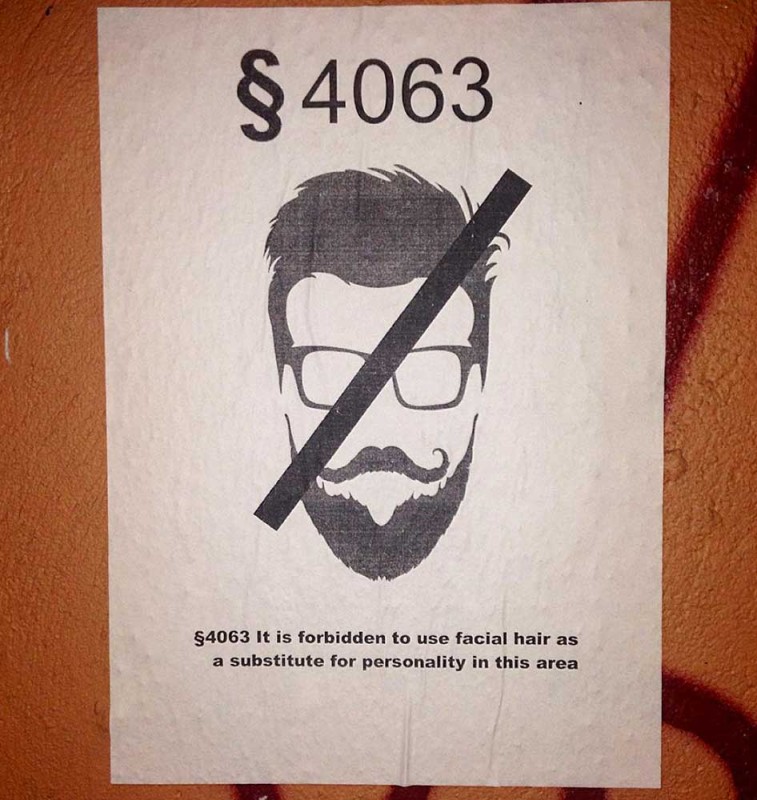 § 4063
§4063 It is forbidden to use facial hair as
a substitute for personality in this area